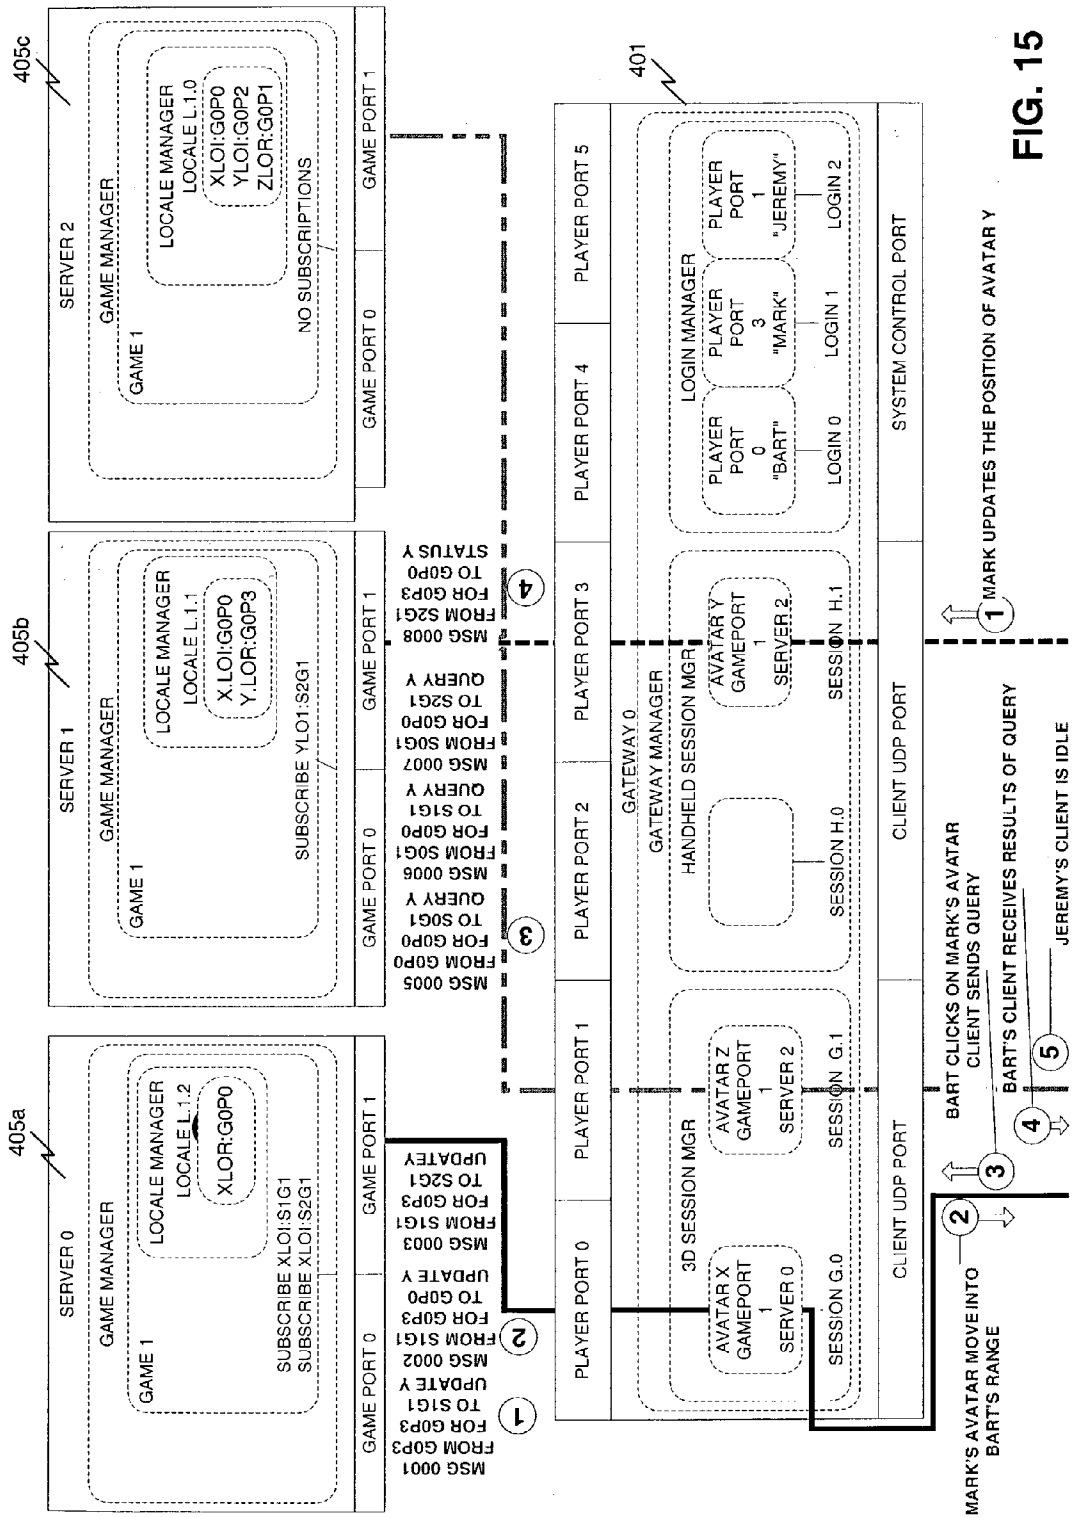 405a
SERVER 0
GAME MANAGER
GAME 1
LOCALE MANAGER
LOCALE L.1.2
XLOR:G0P0
SUBSCRIBE XLOI:S1G1
SUBSCRIBE XLOI:S2G1
GAME PORT 0
GAME PORT 1
405b
SERVER 1
GAME MANAGER
GAME 1
LOCALE MANAGER
LOCALE L.1.1
X.LOI:G0P0
Y.LOR:G0P3
SUBSCRIBE YLO1:S2G1
GAME PORT 0
GAME PORT 1
405c
SERVER 2
GAME MANAGER
GAME 1
LOCALE MANAGER
LOCALE L.1.0
XLOI:G0P0
YLOI:G0P2
ZLOR:G0P1
NO SUBSCRIPTIONS
GAME PORT 0
GAME PORT 1
MSG 0001
FROM G0P3
FOR G0P3
TO S1G1
UPDATE Y
1
MSG 0002
FROM S1G1
FOR G0P3
TO G0P0
UPDATE Y
2
MSG 0003
FROM S1G1
FOR G0P3
TO S2G1
UPDATEY
MSG 0005
FROM G0P0
FOR G0P0
TO S0G1
QUERY Y
3
MSG 0006
FROM S0G1
FOR G0P0
TO S1G1
QUERY Y
MSG 0007
FROM S0G1
FOR G0P0
TO S2G1
QUERY Y
MSG 0008
FROM S2G1
FOR G0P3
TO G0P0
STATUS Y
4
401
PLAYER PORT 0
PLAYER PORT 1
PLAYER PORT 2
PLAYER PORT 3
PLAYER PORT 4
PLAYER PORT 5
GATEWAY 0
GATEWAY MANAGER
3D SESSION MGR
AVATAR X
GAMEPORT
1
SERVER 0
SESSION G.0
AVATAR Z
GAMEPORT
1
SERVER 2
SESSION G.1
HANDHELD SESSION MGR
SESSION H.0
AVATAR Y
GAMEPORT
1
SERVER 2
SESSION H.1
LOGIN MANAGER
PLAYER
PORT
0
"BART"
LOGIN 0
PLAYER
PORT
3
"MARK"
LOGIN 1
PLAYER
PORT
1
"JEREMY"
LOGIN 2
CLIENT UDP PORT
CLIENT UDP PORT
SYSTEM CONTROL PORT
MARK'S AVATAR MOVE INTO
BART'S RANGE
2
3
BART CLICKS ON MARK'S AVATAR
CLIENT SENDS QUERY
4
BART'S CLIENT RECEIVES RESULTS OF QUERY
5
JEREMY'S CLIENT IS IDLE
1
MARK UPDATES THE POSITION OF AVATAR Y
FIG. 15